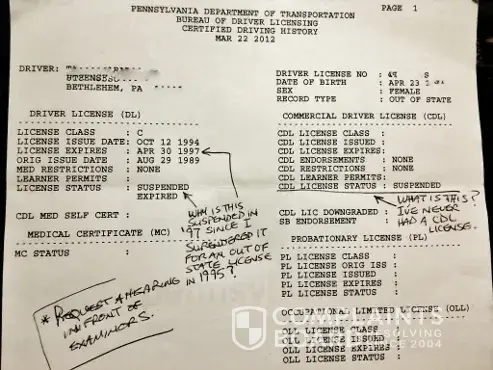 PENNSYLVANIA DEPARTMENT OF TRANSPORTATION PAGE 1
BUREAU OF DRIVER LICENSING
CERTIFIED DRIVING HISTORY
MAR 22 2012
DRIVER:
BETHLEHEM, PA
DRIVER LICENSE NO :
DATE OF BIRTH : APR 23
SEX : FEMALE
RECORD TYPE : OUT OF STATE
DRIVER LICENSE (DL)
LICENSE CLASS : C
LICENSE ISSUE DATE: OCT 12 1994
LICENSE EXPIRES : APR 30 1997
ORIG ISSUE DATE : AUG 29 1989
MED RESTRICTIONS : NONE
LEARNER PERMITS :
LICENSE STATUS : SUSPENDED
EXPIRED
CDL MED SELF CERT :
MEDICAL CERTIFICATE (MC)
MC STATUS :
COMMERCIAL DRIVER LICENSE (CDL)
CDL LICENSE CLASS :
CDL LICENSE ISSUED :
CDL LICENSE EXPIRES:
CDL ENDORSEMENTS : NONE
CDL RESTRICTIONS : NONE
CDL LEARNER PERMITS:
CDL LICENSE STATUS : SUSPENDED
CDL LIC DOWNGRADED :
SB ENDORSEMENT :
PROBATIONARY LICENSE (PL)
PL LICENSE CLASS :
PL LICENSE ORIG ISS :
PL LICENSE ISSUED :
PL LICENSE EXPIRES :
PL LICENSE STATUS :
OCCUPATIONAL LIMITED LICENSE (OLL)
OLL LICENSE CLASS
OLL LICENSE ISSUED
OLL LICENSE EXPIRES :
OLL LICENSE STATUS :
WHY IS THIS
SUSPENDED IN
'97 SINCE I
SURENDERED IT
FOR AN OUT OF
STATE LICENSE
IN 1995?
WHAT IS THIS?
I'VE NEVER
HAD A CDL
LICENSE.
* REQUEST A HEARING
IN FRONT OF
EXAMINORS.
COMPLAINTS
SINCE 2004